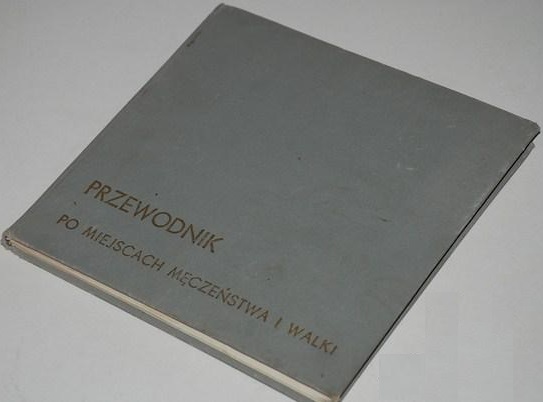 PRZEWODNIK
PO MIEJSCACH MĘCZEŃSTWA I WALKI